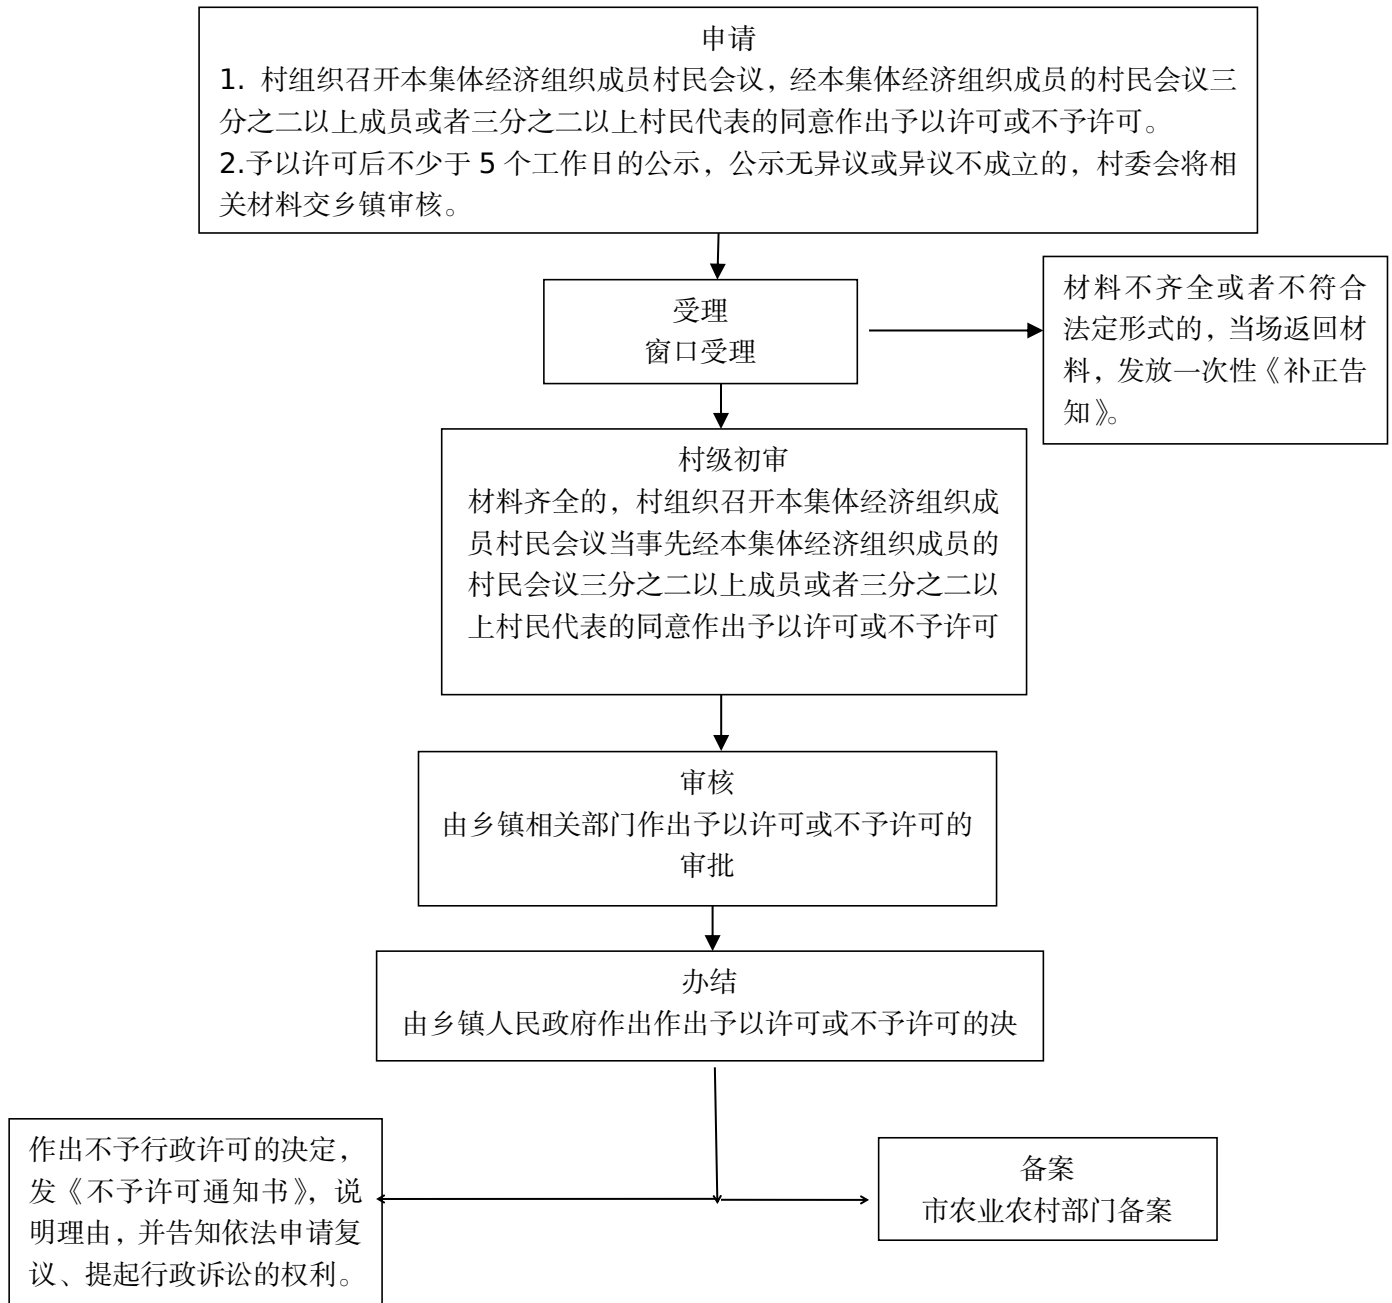 申请
1. 村组织召开本集体经济组织成员村民会议，经本集体经济组织成员的村民会议三
分之二以上成员或者三分之二以上村民代表的同意作出予以许可或不予许可。
2.予以许可后不少于 5 个工作日的公示，公示无异议或异议不成立的，村委会将相
关材料交乡镇审核。
受理
窗口受理
材料不齐全或者不符合
法定形式的，当场返回材
料，发放一次性《补正告
知》。
村级初审
材料齐全的，村组织召开本集体经济组织成
员村民会议当事先经本集体经济组织成员的
村民会议三分之二以上成员或者三分之二以
上村民代表的同意作出予以许可或不予许可
审核
由乡镇相关部门作出予以许可或不予许可的
审批
办结
由乡镇人民政府作出作出予以许可或不予许可的决
作出不予行政许可的决定，
发《不予许可通知书》，说
明理由，并告知依法申请复
议、提起行政诉讼的权利。
备案
市农业农村部门备案